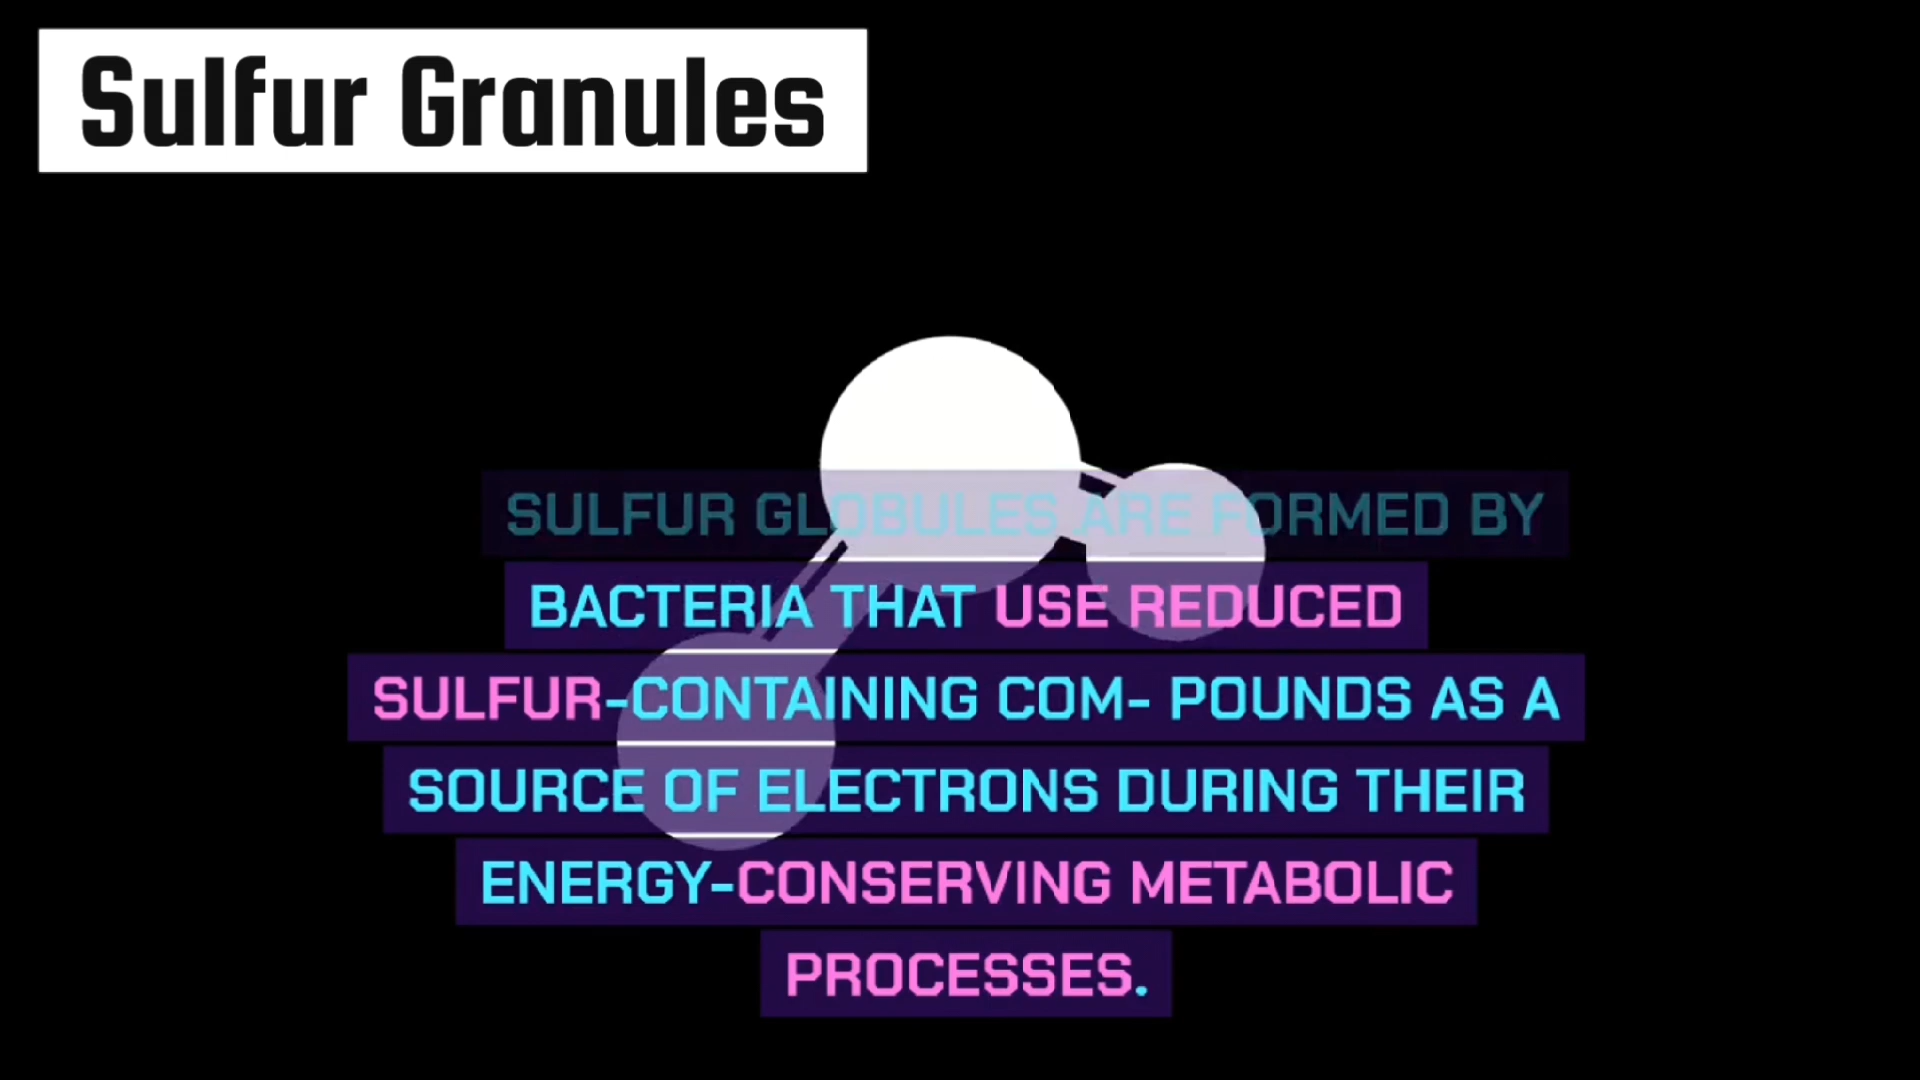 Sulfur Granules
SULFUR GLOBULES ARE FORMED BY
BACTERIA THAT USE REDUCED
SULFUR-CONTAINING COM- POUNDS AS A
SOURCE OF ELECTRONS DURING THEIR
ENERGY-CONSERVING METABOLIC
PROCESSES.